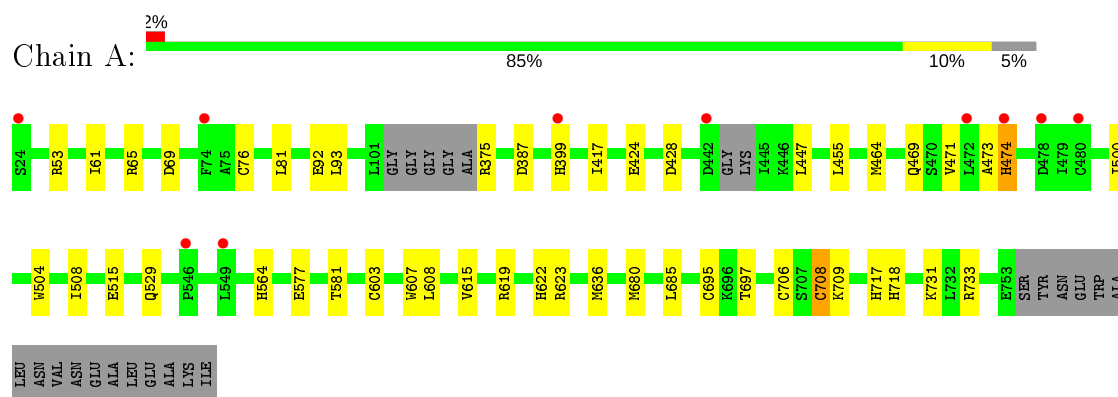 2%
Chain A:
85% 10% 5%
S24 R53 I61 R65 D69 F74 A75 C76 L81 E92 L93 L101 GLY GLY GLY GLY ALA R375 D387 H399 I417 E424 D428 D442 GLY LYS I445 K446 L447 L455 M464 Q469 S470 V471 L472 A473 H474 D478 I479 C480
W504 I508 E515 Q529 P546 L549 H564 E577 T581 C603 W607 L608 V615 R619 H622 R623 M636 M680 L685 C695 K696 T697 C706 S707 C708 K709 H717 H718 K731 L732 R733 E753 SER TYR ASN GLU TRP ALA
LEU ASN VAL ASN GLU ALA LEU GLU ALA LYS ILE